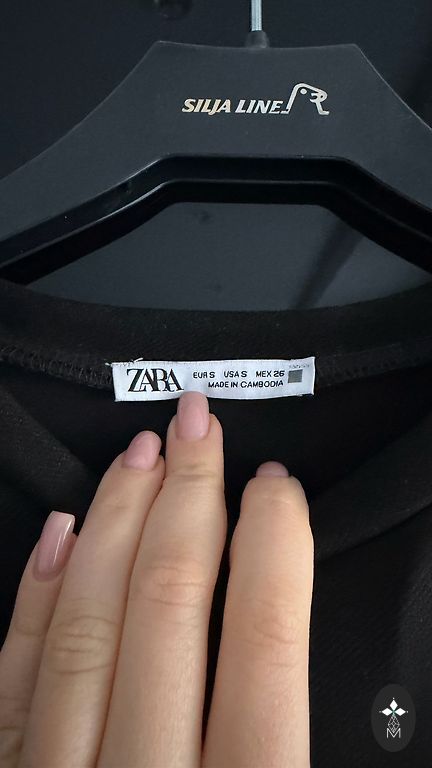 SILJA LINE
ZARA
EUR S USA S MEX 26
MADE IN CAMBODIA
M